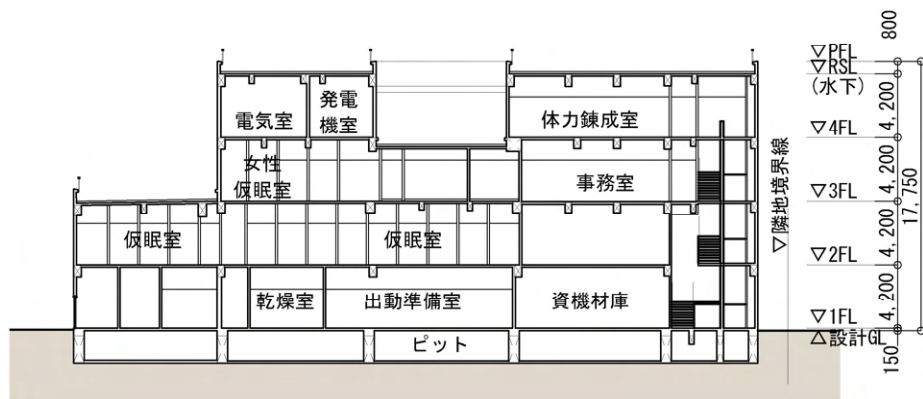 800
▽PFL
▽RSL
(水下)
4,200
発電
機室
電気室
体力錬成室
▽4FL
女性
仮眠室
事務室
4,200
▽3FL
17,750
▽隣地境界線
仮眠室
仮眠室
4,200
▽2FL
乾燥室
出動準備室
資機材庫
4,200
▽1FL
△設計GL
ピット
150